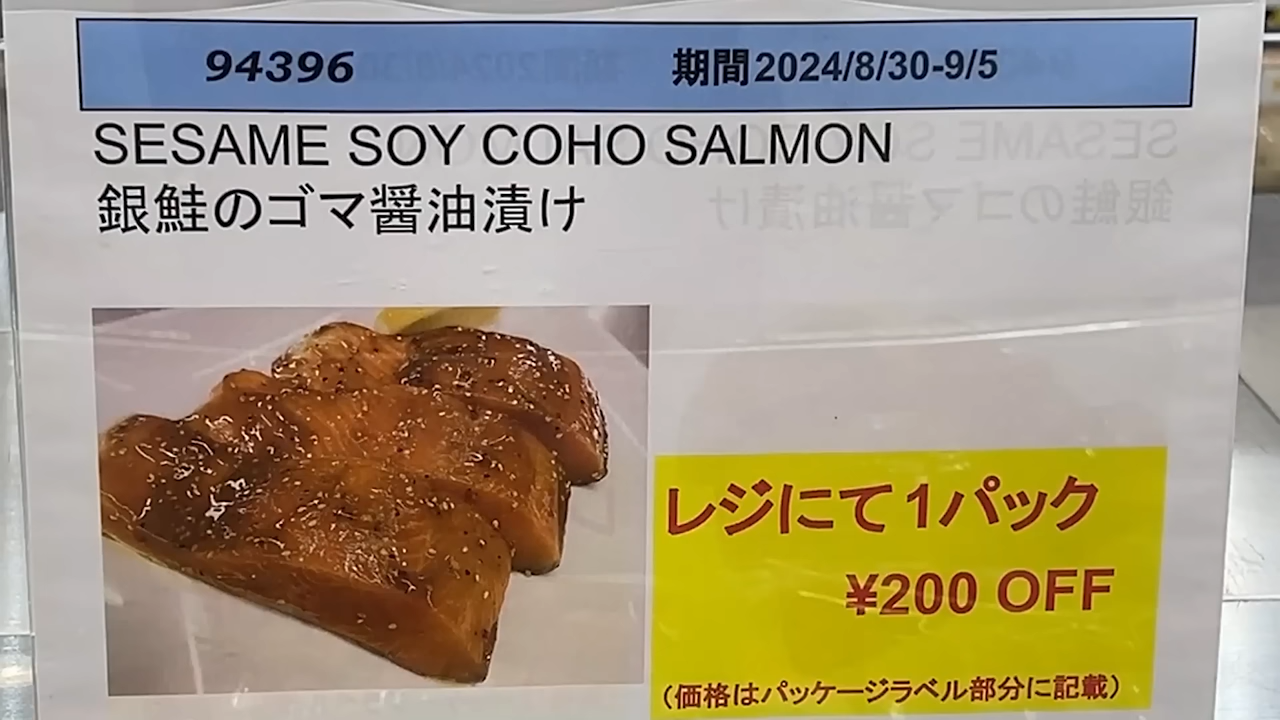 94396 期間2024/8/30-9/5
SESAME SOY COHO SALMON
銀鮭のゴマ醤油漬け
レジにて1パック
¥200 OFF
(価格はパッケージラベル部分に記載)